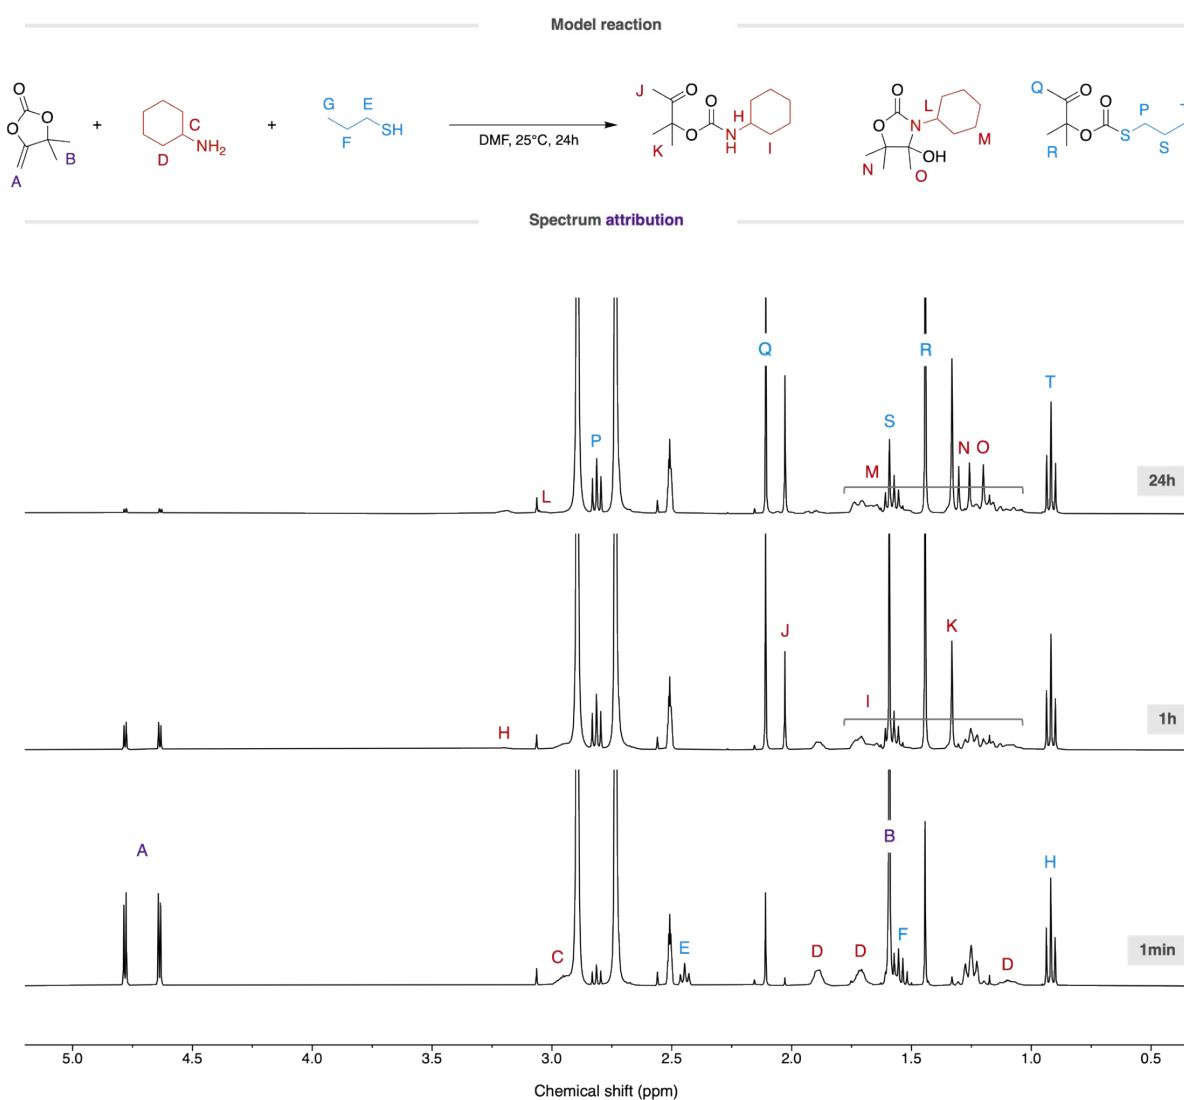 Model reaction
O
O
O
A
B
+
C
D
NH2
+
G
E
F
SH
DMF, 25°C, 24h
J
O
O
O
N
H
H
K
I
O
O
N
L
M
OH
N
O
Q
O
O
O
S
P
S
T
R
Spectrum attribution
L
P
Q
S
M
R
N
O
T
24h
H
J
I
K
1h
A
C
E
D
D
B
F
D
H
1min
5.0 4.5 4.0 3.5 3.0 2.5 2.0 1.5 1.0 0.5
Chemical shift (ppm)